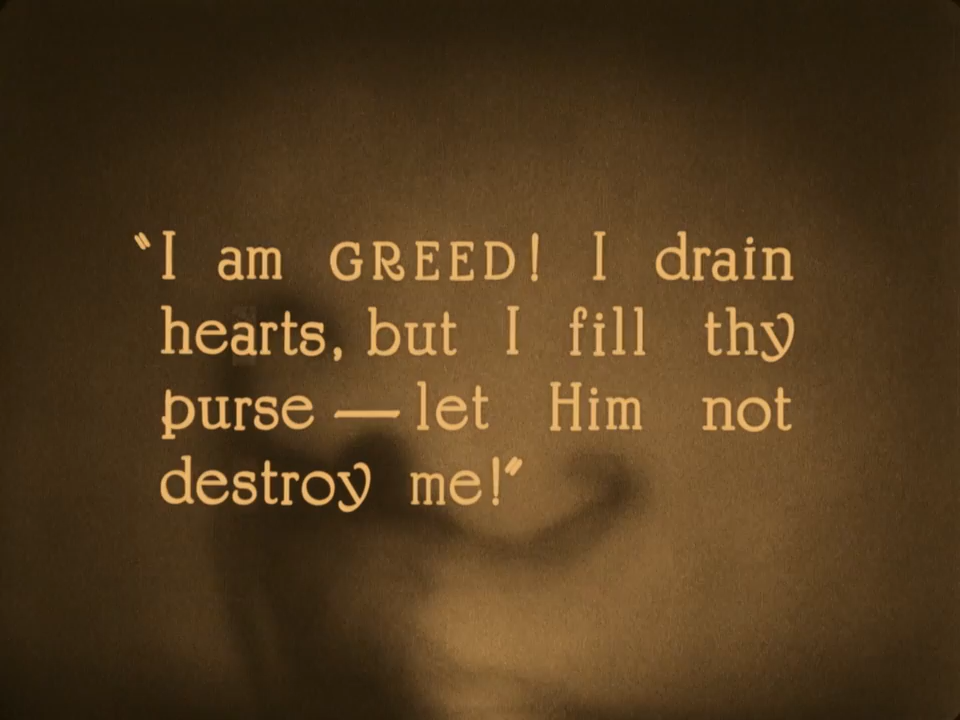 "I am GREED! I drain
hearts, but I fill thy
purse — let Him not
destroy me!"